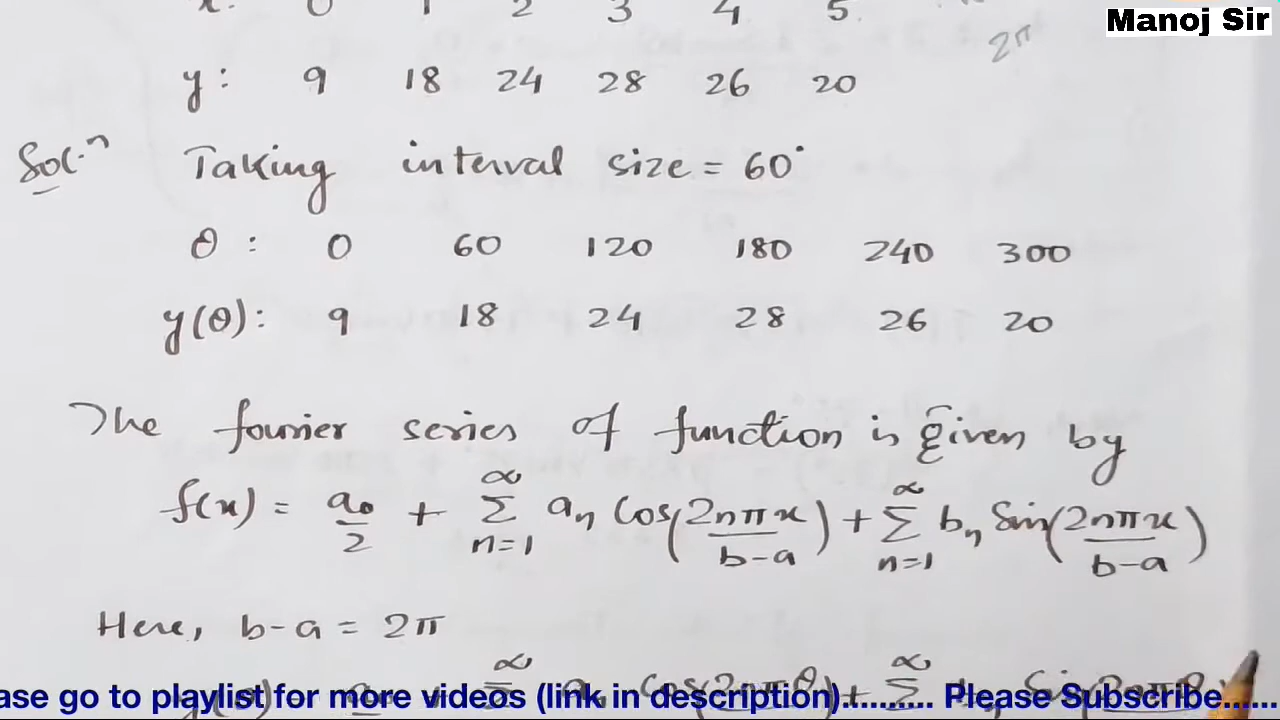 Manoj Sir
x: 0 1 2 3 4 5
2π
y: 9 18 24 28 26 20
Solⁿ Taking interval size = 60°
θ: 0 60 120 180 240 300
y(θ): 9 18 24 28 26 20
The fourier series of function is given by
f(x) = a₀/2 + ∞Σn=1 aₙ Cos(2nπx/b-a) + ∞Σn=1 bₙ Sin(2nπx/b-a)
Here, b-a = 2π
ase go to playlist for more videos (link in description).......... Please Subscribe......